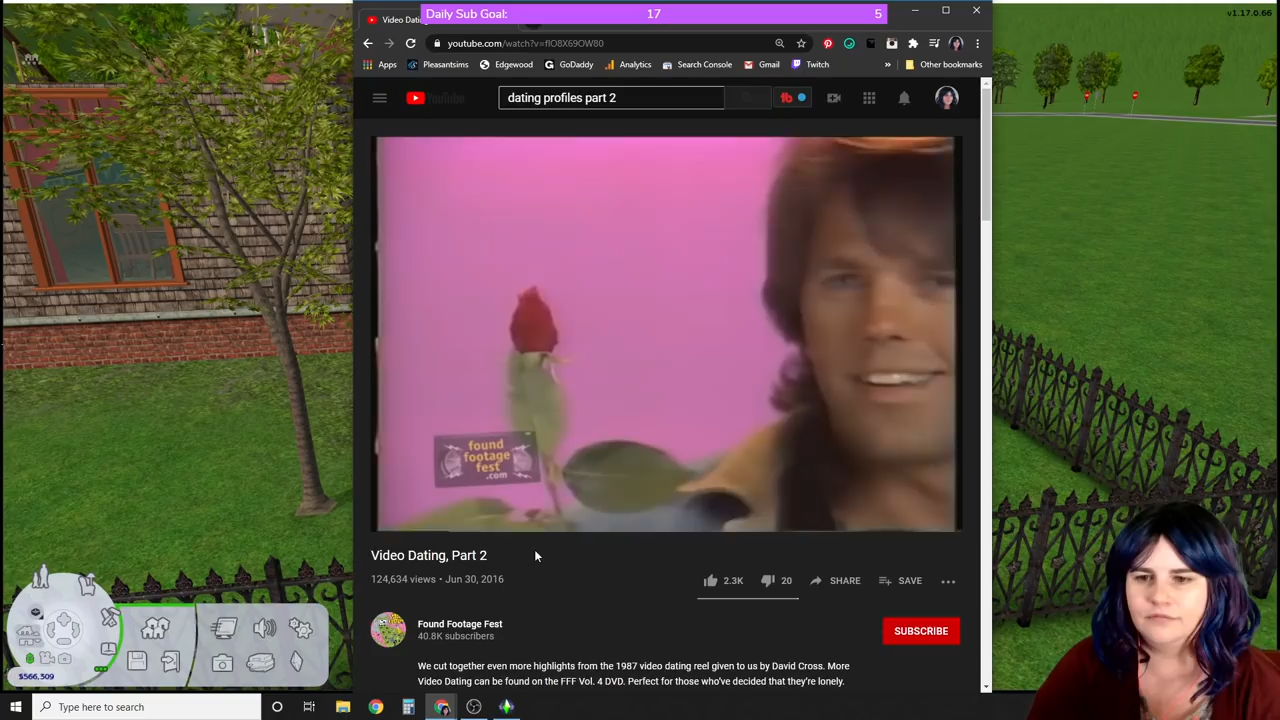 Daily Sub Goal: 17 5
v1.17.0.66
Video Dati
youtube.com/watch?v=fIO8X69OW80
Apps Pleasantsims Edgewood GoDaddy Analytics Search Console Gmail Twitch » Other bookmarks
YouTube
dating profiles part 2
tb
found
footage
fest
.com
Video Dating, Part 2
124,634 views • Jun 30, 2016
2.3K 20 SHARE SAVE
Found Footage Fest
40.8K subscribers
SUBSCRIBE
We cut together even more highlights from the 1987 video dating reel given to us by David Cross. More
Video Dating can be found on the FFF Vol. 4 DVD. Perfect for those who've decided that they're lonely.
$566,309
Type here to search